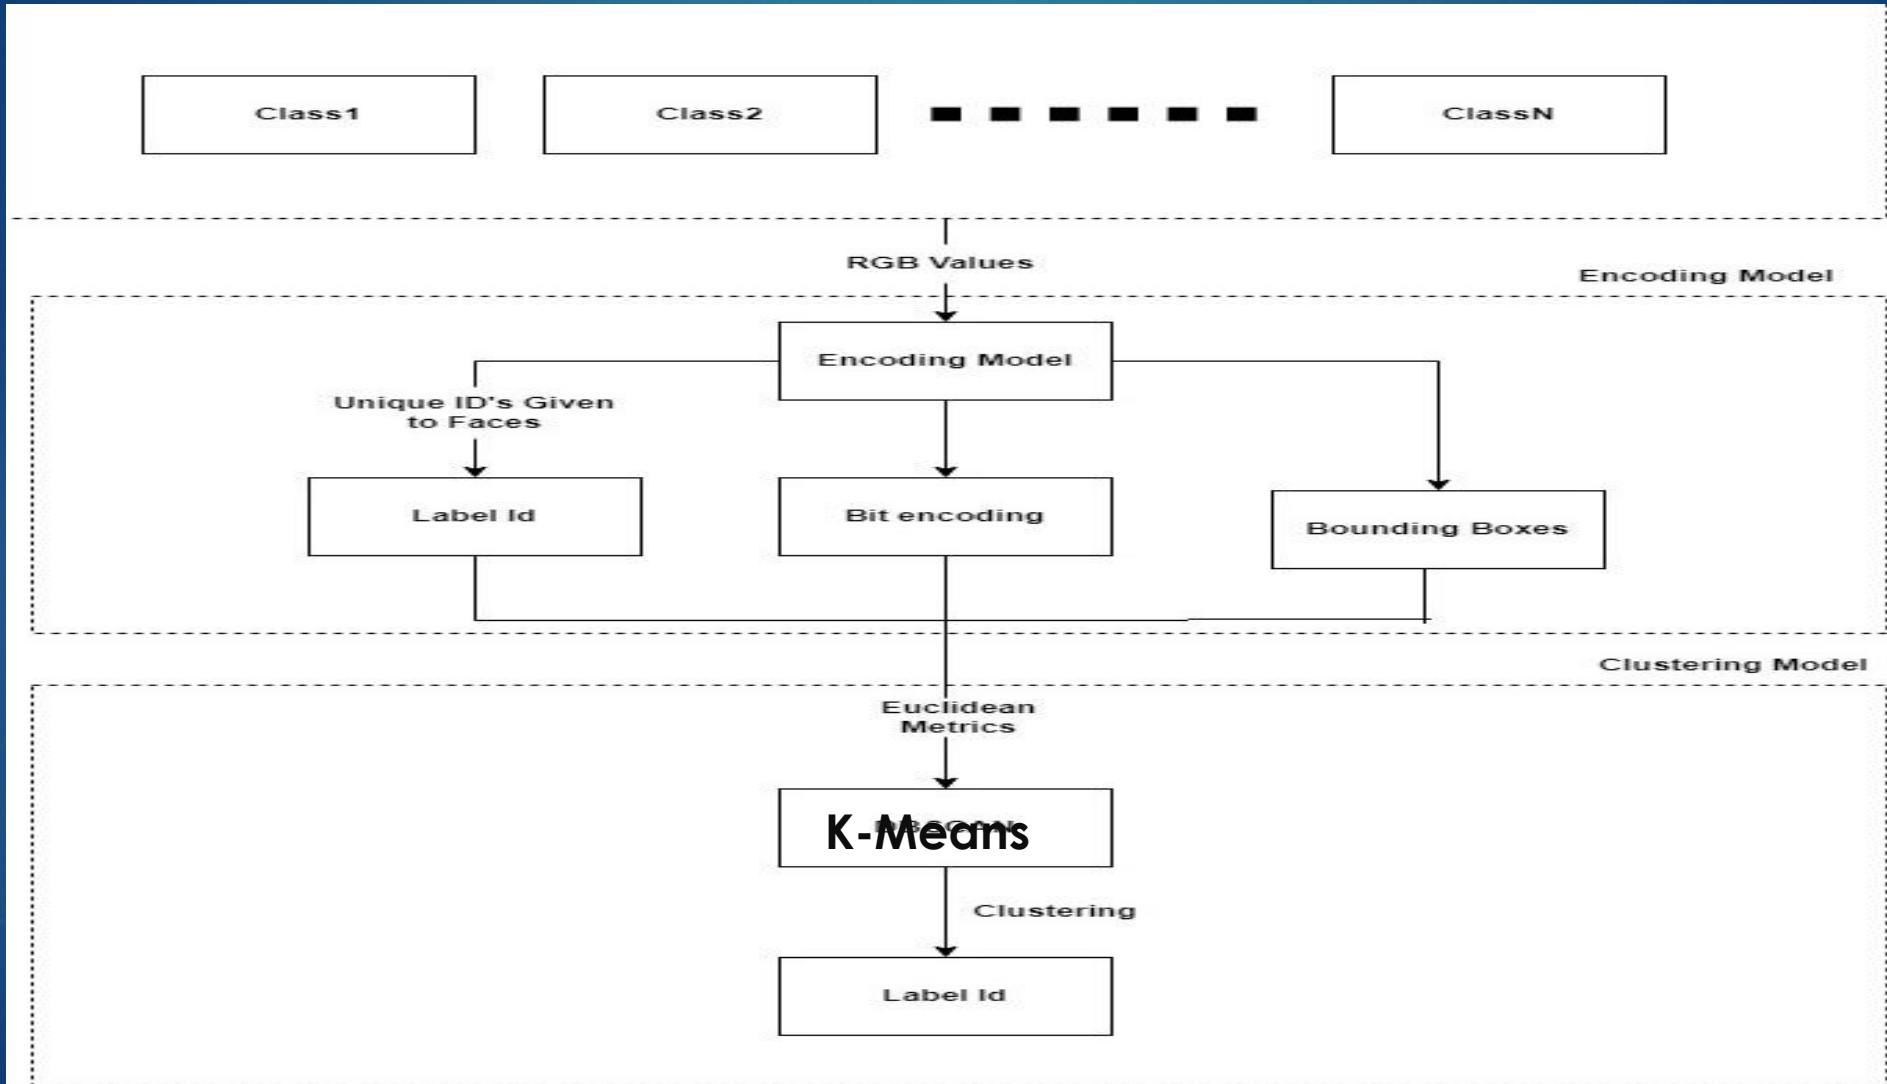 Class1
Class2
ClassN
RGB Values
Encoding Model
Encoding Model
Unique ID's Given
to Faces
Label Id
Bit encoding
Bounding Boxes
Clustering Model
Euclidean
Metrics
K-Means
Clustering
Label Id